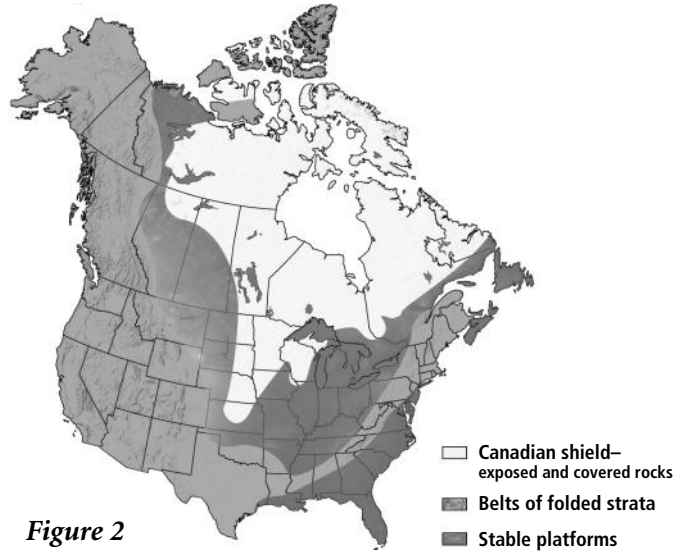 Canadian shield–
exposed and covered rocks
Belts of folded strata
Stable platforms
Figure 2